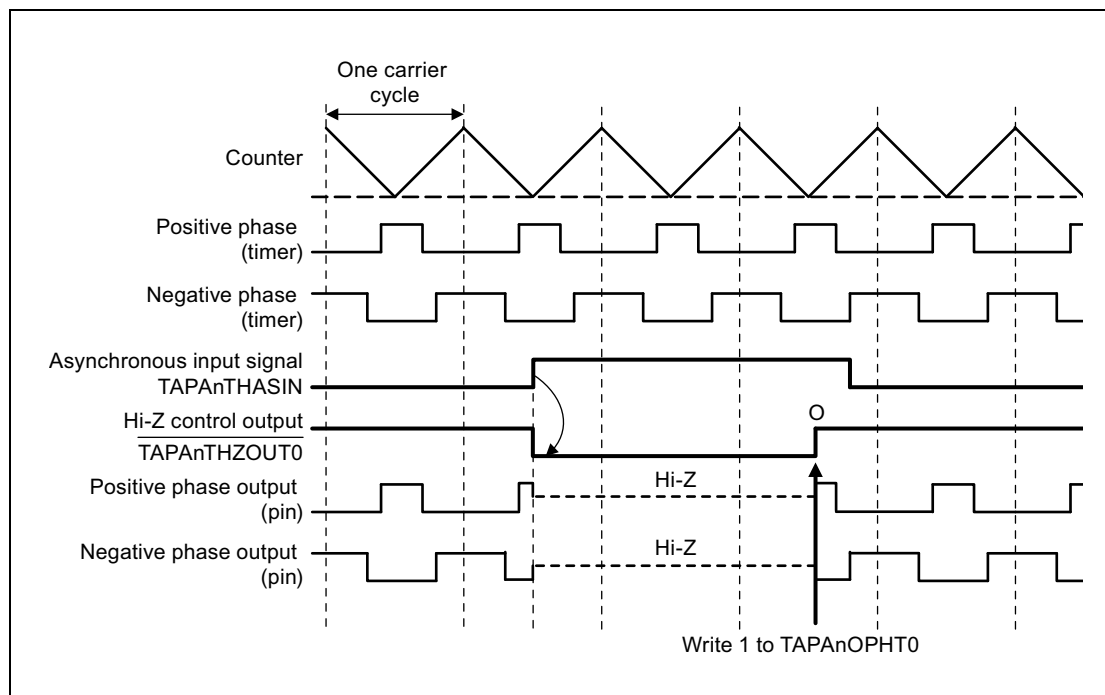 One carrier
cycle
Counter
Positive phase
(timer)
Negative phase
(timer)
Asynchronous input signal
TAPAnTHASIN
Hi-Z control output
TAPAnTHZOUT0
O
Positive phase output
(pin)
Hi-Z
Negative phase output
(pin)
Hi-Z
Write 1 to TAPAnOPHT0